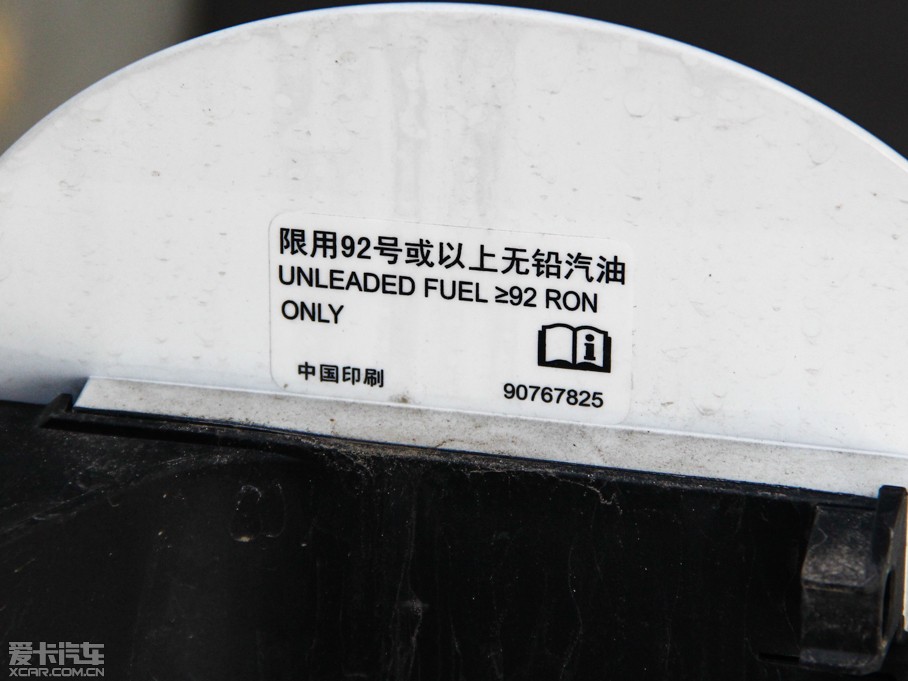 限用92号或以上无铅汽油
UNLEADED FUEL ≥92 RON
ONLY
中国印刷
90767825
爱卡汽车
XCAR.COM.CN